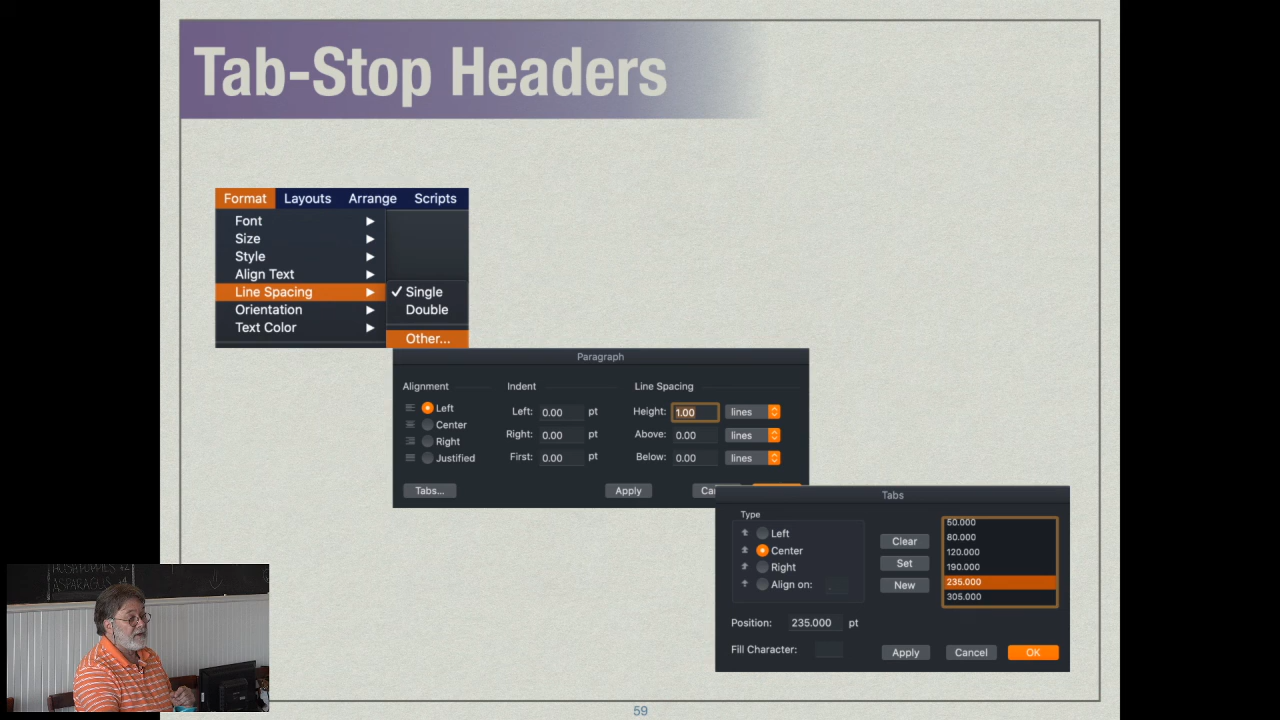 Tab-Stop Headers
Format Layouts Arrange Scripts
Font
Size
Style
Align Text
Line Spacing
Orientation
Text Color
Single
Double
Other...
Paragraph
Alignment Indent Line Spacing
Left Left: 0.00 pt Height: 1.00 lines
Center
Right Right: 0.00 pt Above: 0.00 lines
Justified First: 0.00 pt Below: 0.00 lines
Tabs... Apply Ca
Tabs
Type
Left
Center
Right
Align on: .
Clear
Set
New
50.000
80.000
120.000
190.000
235.000
305.000
Position: 235.000 pt
Fill Character:
Apply Cancel OK
HUSHPUPPIES
ASPARAGUS
59